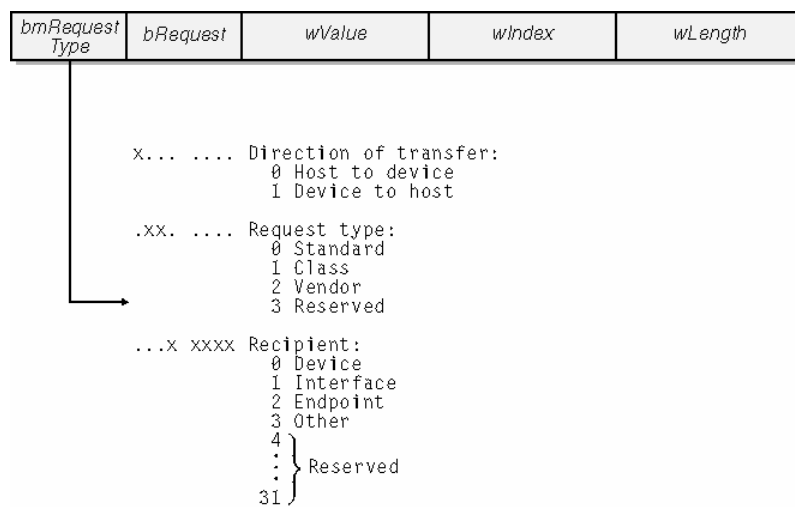 bmRequest Type bRequest wValue wIndex wLength
x... .... Direction of transfer:
0 Host to device
1 Device to host
.xx. .... Request type:
0 Standard
1 Class
2 Vendor
3 Reserved
...x xxxx Recipient:
0 Device
1 Interface
2 Endpoint
3 Other
4
⋮ Reserved
31